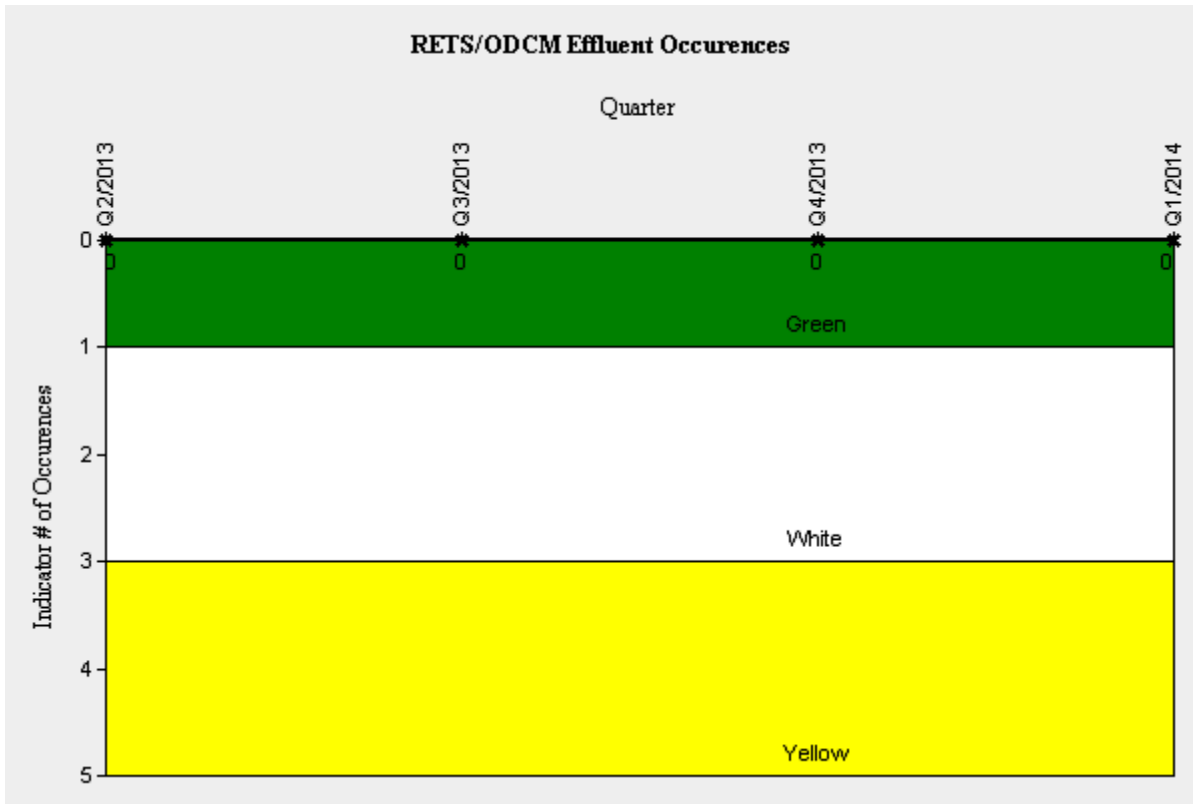 RETS/ODCM Effluent Occurences
Quarter
Q2/2013
Q3/2013
Q4/2013
Q1/2014
0
0
0
0
0
Green
1
2
White
3
4
Yellow
5
Indicator # of Occurences